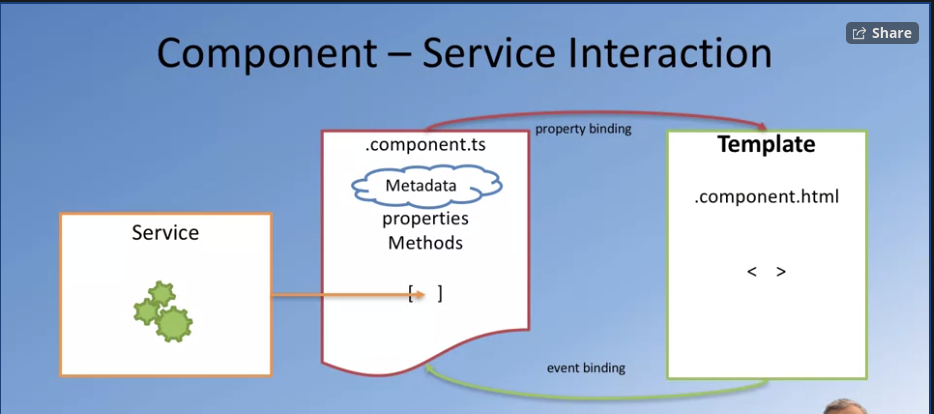 Share
Component – Service Interaction
property binding
.component.ts
Metadata
properties
Methods
[ ]
Template
.component.html
< >
Service
event binding